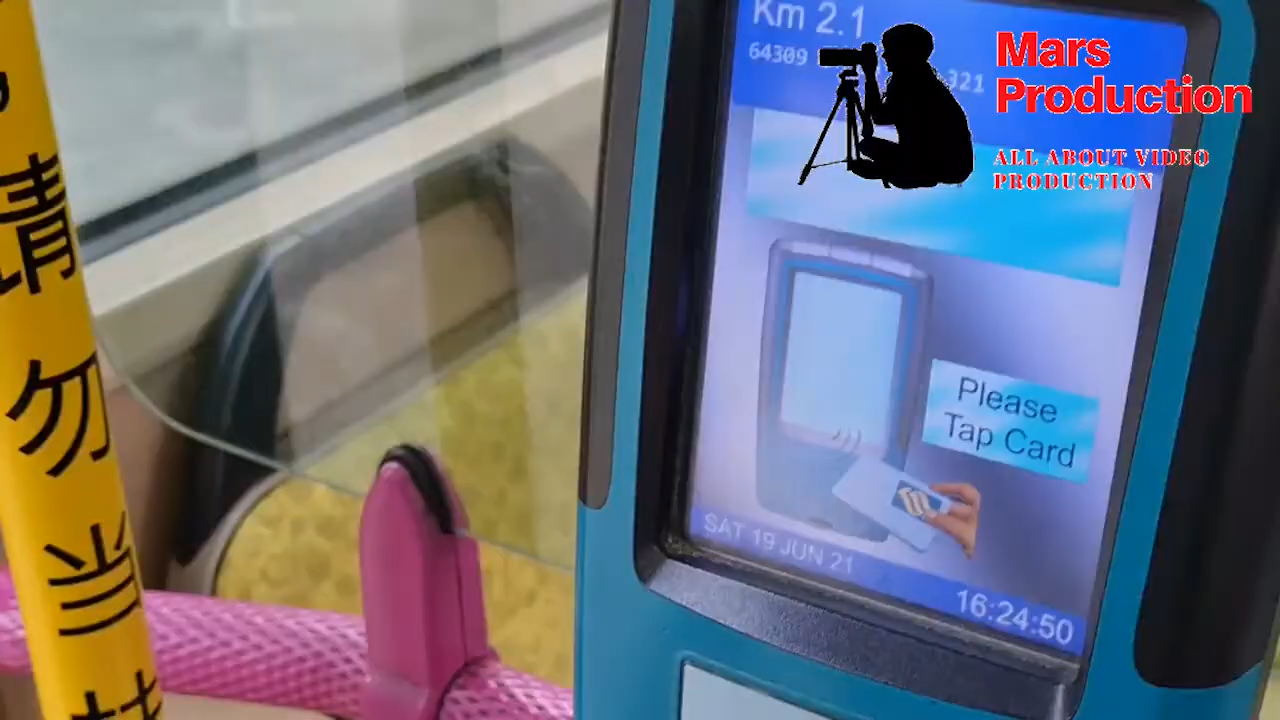 請
勿
当
扶
Km 2.1
64309
321
Mars
Production
ALL ABOUT VIDEO
PRODUCTION
Please
Tap Card
SAT 19 JUN 21
16:24:50